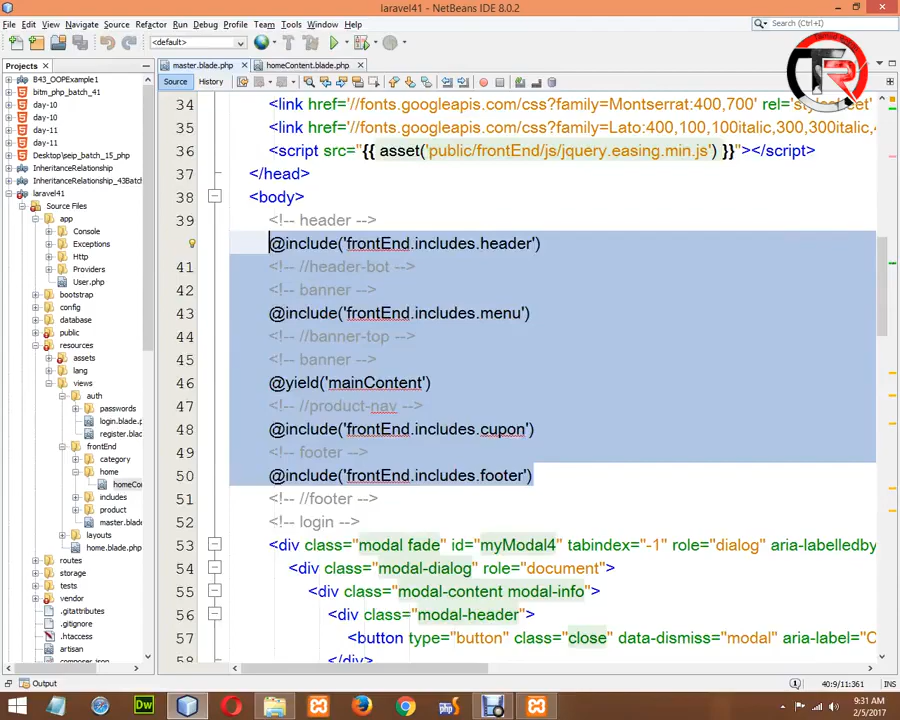 laravel41 - NetBeans IDE 8.0.2
File Edit View Navigate Source Refactor Run Debug Profile Team Tools Window Help
Search (Ctrl+I)
<default>
Projects
master.blade.php homeContent.blade.php
Source History
B43_OOPExample1
bitm_php_batch_41
day-10
day-10
day-11
day-11
Desktop\seip_batch_15_php
InheritanceRelationship
InheritanceRelationship_43Batch
laravel41
Source Files
app
Console
Exceptions
Http
Providers
User.php
bootstrap
config
database
public
resources
assets
lang
views
auth
passwords
login.blade.p
register.blad
frontEnd
category
home
homeCo
includes
product
master.blade
layouts
home.blade.php
routes
storage
tests
vendor
.gitattributes
.gitignore
.htaccess
artisan
composer.json
TR
34 <link href='//fonts.googleapis.com/css?family=Montserrat:400,700' rel='stylesheet'
35 <link href='//fonts.googleapis.com/css?family=Lato:400,100,100italic,300,300italic,4
36 <script src="{{ asset('public/frontEnd/js/jquery.easing.min.js') }}"></script>
37 </head>
38 <body>
39 <!-- header -->
@include('frontEnd.includes.header')
41 <!-- //header-bot -->
42 <!-- banner -->
43 @include('frontEnd.includes.menu')
44 <!-- //banner-top -->
45 <!-- banner -->
46 @yield('mainContent')
47 <!-- //product-nav -->
48 @include('frontEnd.includes.cupon')
49 <!-- footer -->
50 @include('frontEnd.includes.footer')
51 <!-- //footer -->
52 <!-- login -->
53 <div class="modal fade" id="myModal4" tabindex="-1" role="dialog" aria-labelledby
54 <div class="modal-dialog" role="document">
55 <div class="modal-content modal-info">
56 <div class="modal-header">
57 <button type="button" class="close" data-dismiss="modal" aria-label="C
58 </div>
Output
40:9/11:361 INS
Dw
9:31 AM
2/5/2017